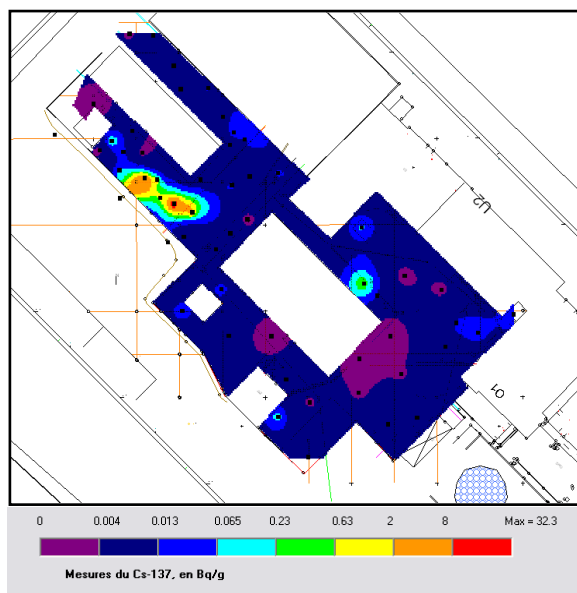 U2
O1
0 0.004 0.013 0.065 0.23 0.63 2 8 Max = 32.3
Mesures du Cs-137, en Bq/g